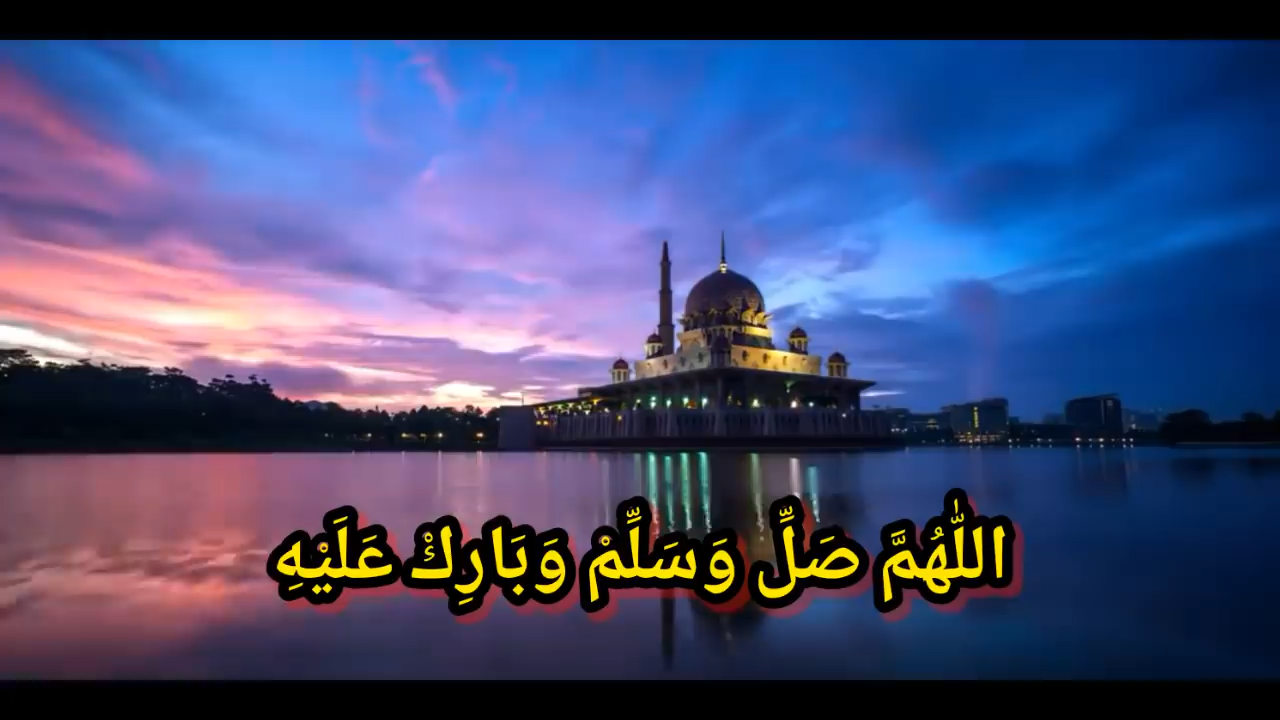 اللّٰهُمَّ صَلِّ وَسَلِّمْ وَبَارِكْ عَلَيْهِ